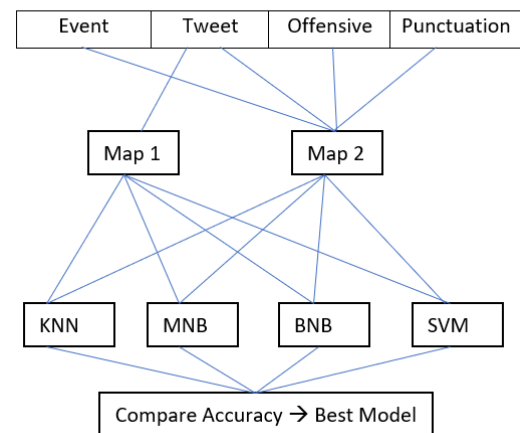 Event Tweet Offensive Punctuation
Map 1 Map 2
KNN MNB BNB SVM
Compare Accuracy → Best Model